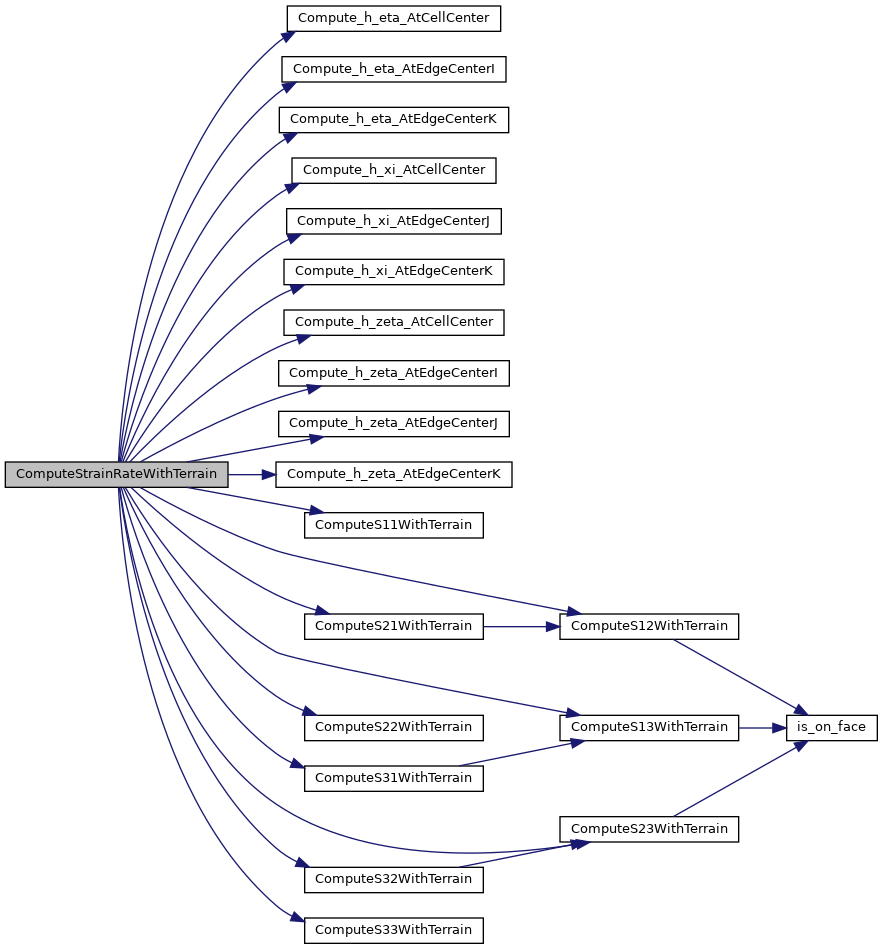 Compute_h_eta_AtCellCenter
Compute_h_eta_AtEdgeCenterI
Compute_h_eta_AtEdgeCenterK
Compute_h_xi_AtCellCenter
Compute_h_xi_AtEdgeCenterJ
Compute_h_xi_AtEdgeCenterK
Compute_h_zeta_AtCellCenter
Compute_h_zeta_AtEdgeCenterI
Compute_h_zeta_AtEdgeCenterJ
ComputeStrainRateWithTerrain
Compute_h_zeta_AtEdgeCenterK
ComputeS11WithTerrain
ComputeS21WithTerrain
ComputeS12WithTerrain
ComputeS22WithTerrain
ComputeS13WithTerrain
is_on_face
ComputeS31WithTerrain
ComputeS23WithTerrain
ComputeS32WithTerrain
ComputeS33WithTerrain